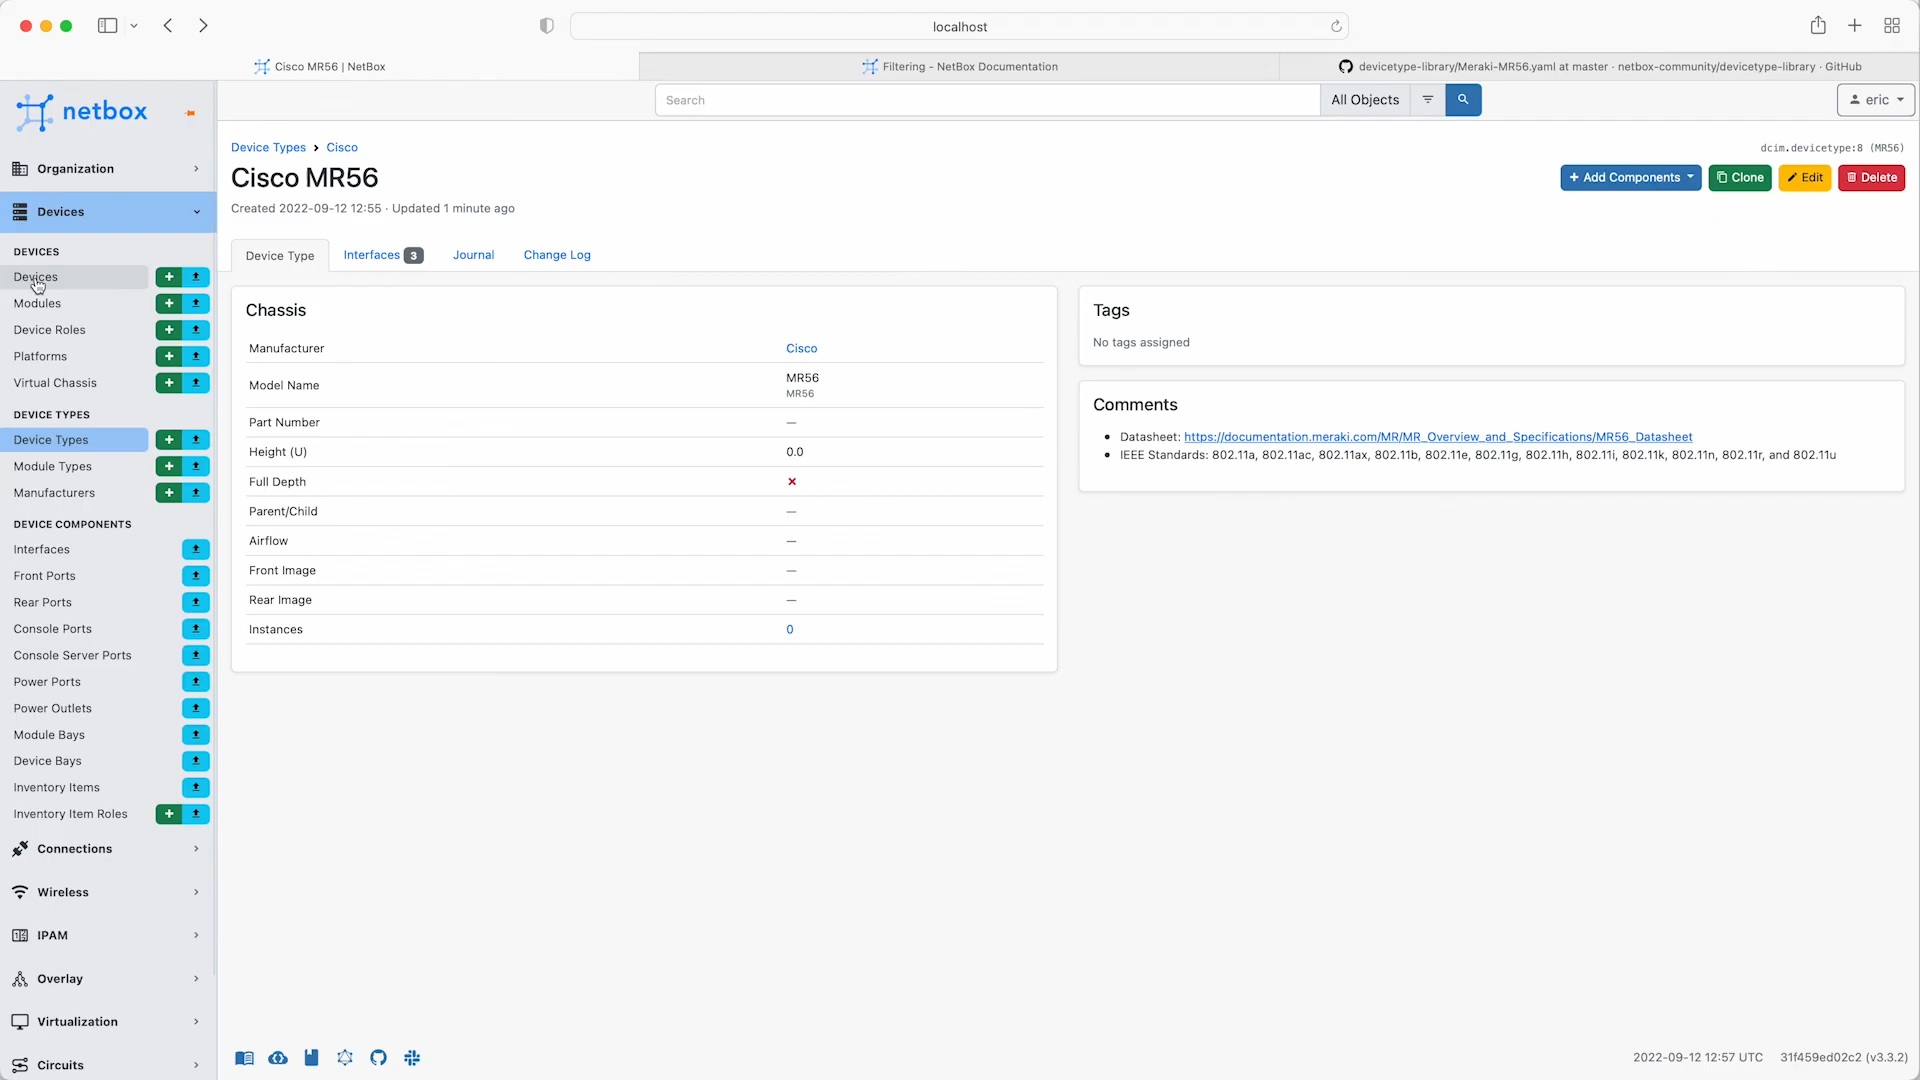 localhost
Cisco MR56 | NetBox
Filtering - NetBox Documentation
devicetype-library/Meraki-MR56.yaml at master · netbox-community/devicetype-library · GitHub
netbox
Search
All Objects
eric
Organization
Devices
DEVICES
Devices
Modules
Device Roles
Platforms
Virtual Chassis
DEVICE TYPES
Device Types
Module Types
Manufacturers
DEVICE COMPONENTS
Interfaces
Front Ports
Rear Ports
Console Ports
Console Server Ports
Power Ports
Power Outlets
Module Bays
Device Bays
Inventory Items
Inventory Item Roles
Connections
Wireless
IPAM
Overlay
Virtualization
Circuits
Device Types > Cisco
dcim.devicetype:8 (MR56)
Cisco MR56
+ Add Components
Clone
Edit
Delete
Created 2022-09-12 12:55 · Updated 1 minute ago
Device Type
Interfaces 3
Journal
Change Log
Chassis
Manufacturer Cisco
Model Name MR56
MR56
Part Number —
Height (U) 0.0
Full Depth
Parent/Child —
Airflow —
Front Image —
Rear Image —
Instances 0
Tags
No tags assigned
Comments
• Datasheet: https://documentation.meraki.com/MR/MR_Overview_and_Specifications/MR56_Datasheet
• IEEE Standards: 802.11a, 802.11ac, 802.11ax, 802.11b, 802.11e, 802.11g, 802.11h, 802.11i, 802.11k, 802.11n, 802.11r, and 802.11u
2022-09-12 12:57 UTC 31f459ed02c2 (v3.3.2)